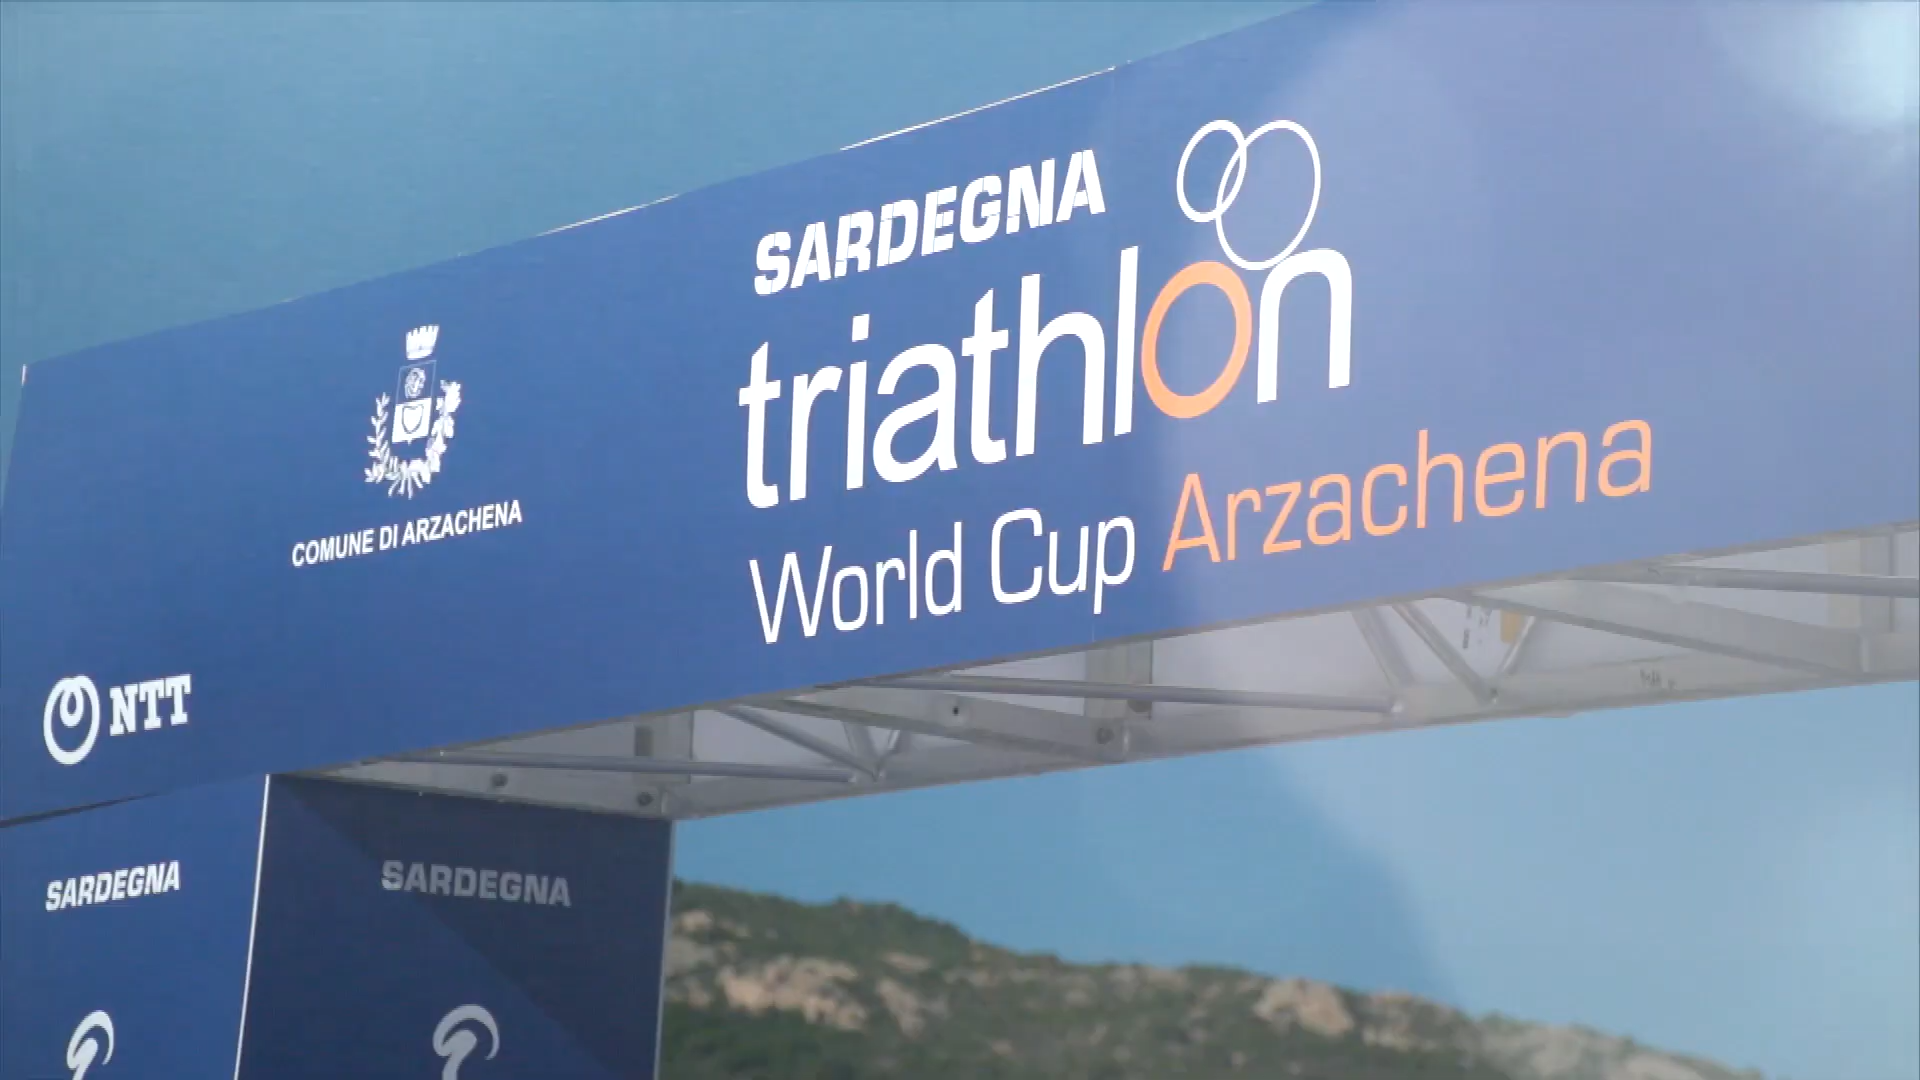 SARDEGNA
triathlon
World Cup Arzachena
COMUNE DI ARZACHENA
NTT
SARDEGNA
SARDEGNA